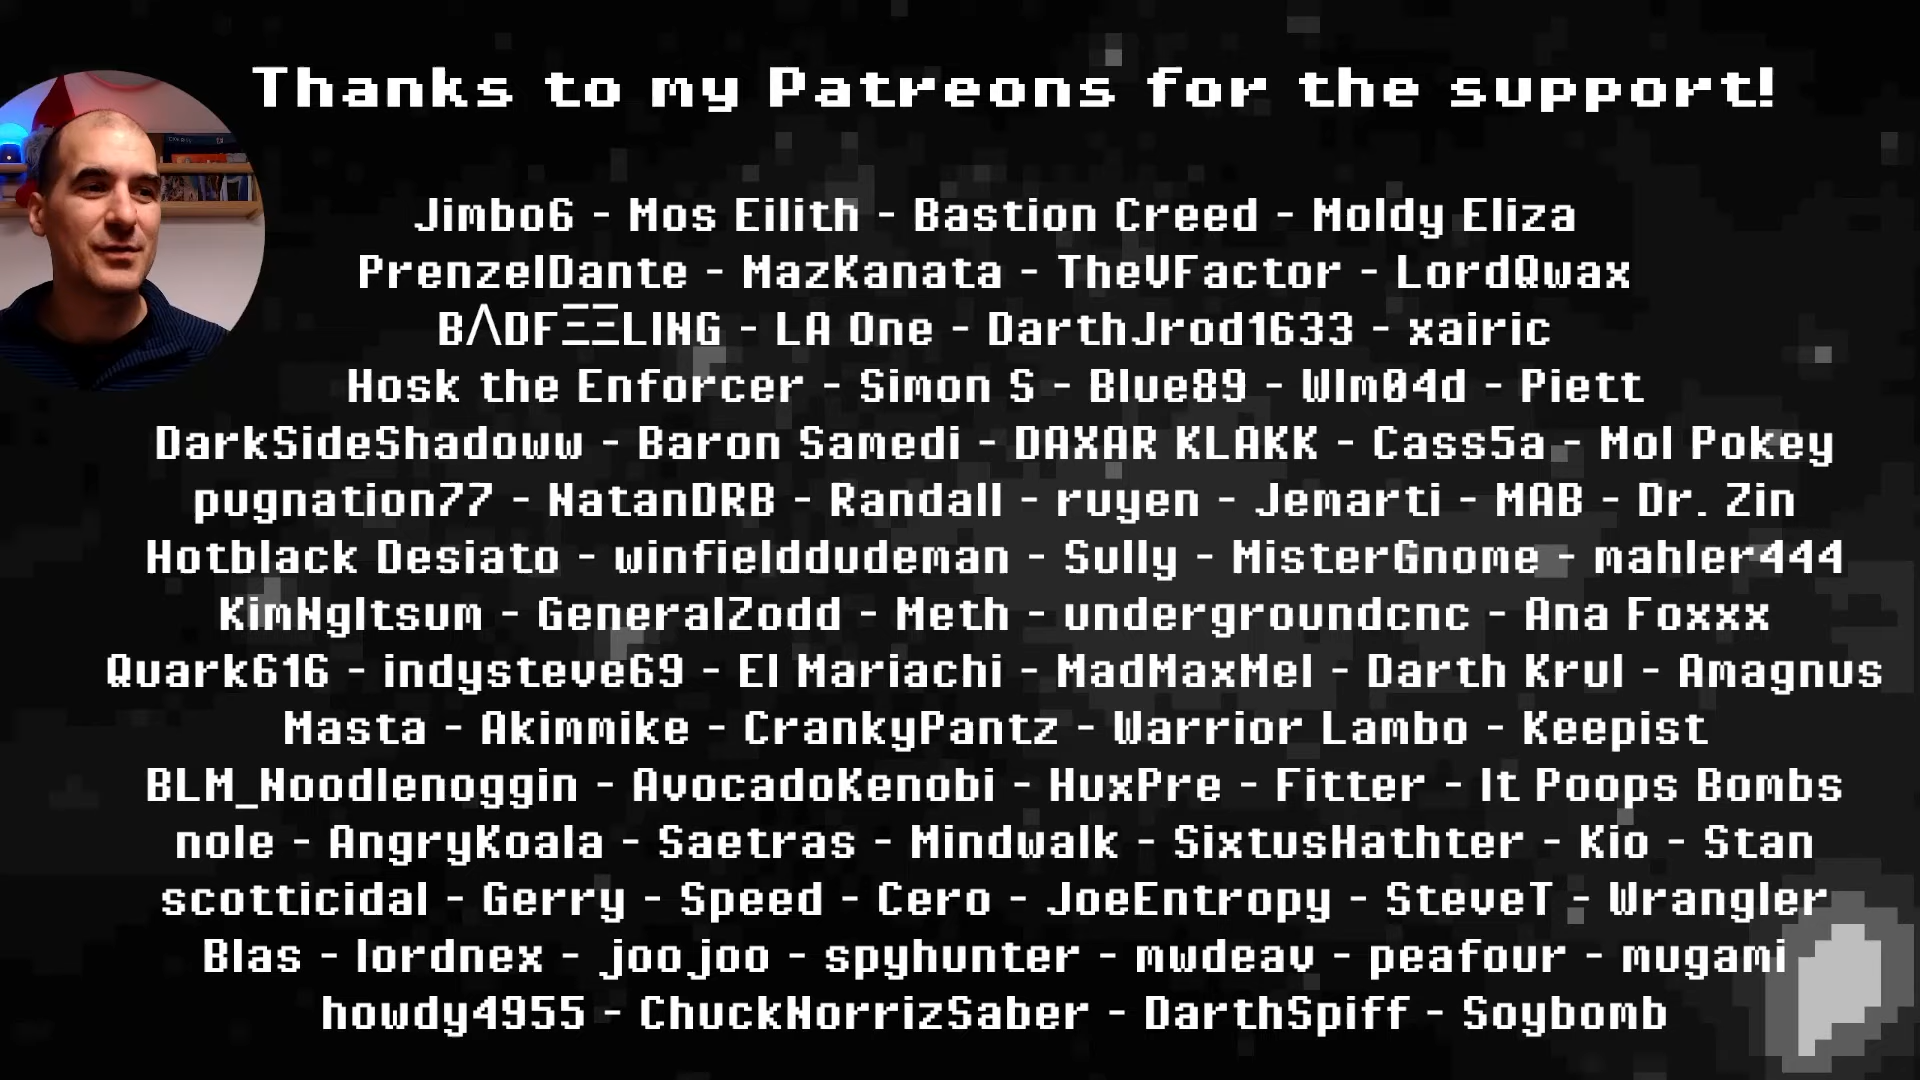 Thanks to my Patreons for the support!
Jimbo6 - Mos Eilith - Bastion Creed - Moldy Eliza
PrenzelDante - MazKanata - TheVFactor - LordQwax
BΛDFΞΞLING - LA One - DarthJrod1633 - xairic
Hosk the Enforcer - Simon S - Blue89 - Wlm04d - Piett
DarkSideShadoww - Baron Samedi - DAXAR KLAKK - Cass5a - Mol Pokey
pugnation77 - NatanDRB - Randall - ruyen - Jemarti - MAB - Dr. Zin
Hotblack Desiato - winfielddudeman - Sully - MisterGnome - mahler444
KimNgItsum - GeneralZodd - Meth - undergroundcnc - Ana Foxxx
Quark616 - indysteve69 - El Mariachi - MadMaxMel - Darth Krul - Amagnus
Masta - Akimmike - CrankyPantz - Warrior Lambo - Keepist
BLM_Noodlenoggin - AvocadoKenobi - HuxPre - Fitter - It Poops Bombs
nole - AngryKoala - Saetras - Mindwalk - SixtusHathter - Kio - Stan
scotticidal - Gerry - Speed - Cero - JoeEntropy - SteveT - Wrangler
Blas - lordnex - joojoo - spyhunter - mwdeav - peafour - mugami
howdy4955 - ChuckNorrizSaber - DarthSpiff - Soybomb